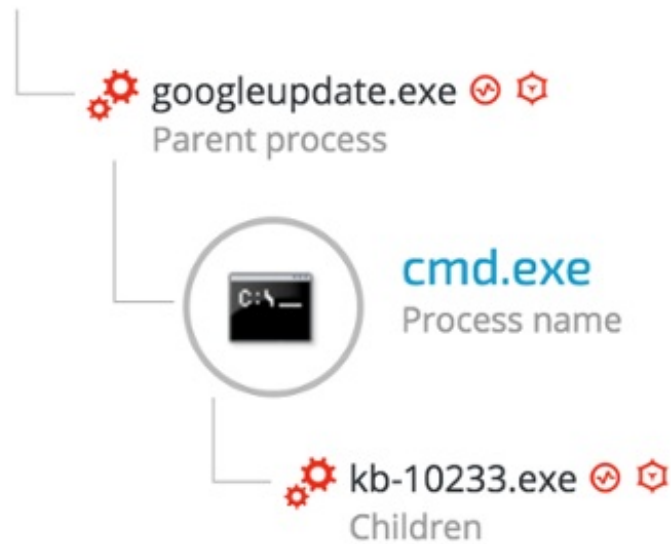 googleupdate.exe
Parent process
C:\_
cmd.exe
Process name
kb-10233.exe
Children